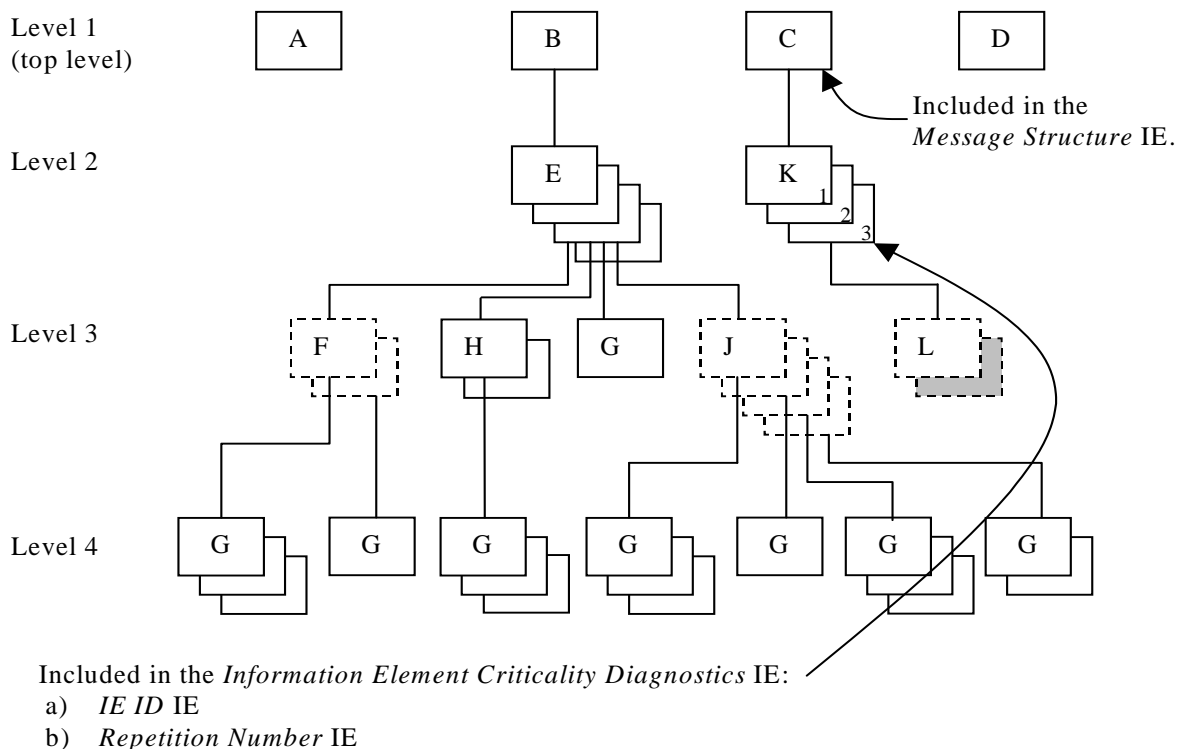 Level 1
(top level)
A B C D
Included in the
Message Structure IE.
Level 2
E K
1
2
3
Level 3
F H G J L
Level 4
G G G G G G G
Included in the Information Element Criticality Diagnostics IE:
a) IE ID IE
b) Repetition Number IE